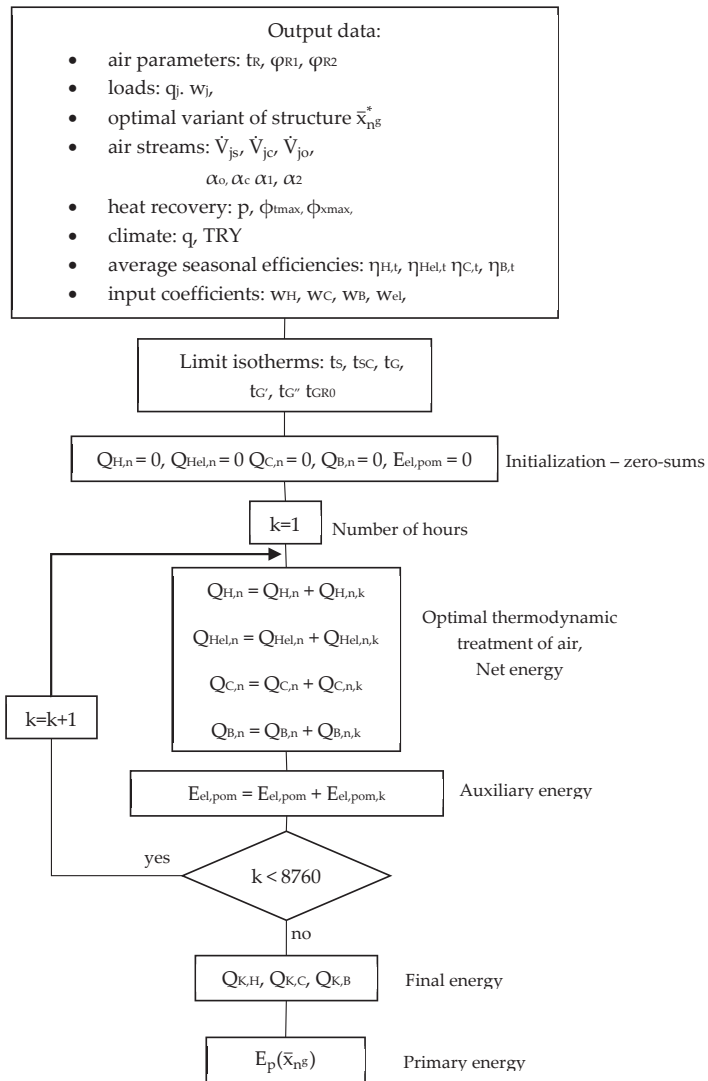 Output data:
• air parameters: tR, φR1, φR2
• loads: qj. wj,
• optimal variant of structure x̄*ng
• air streams: V̇js, V̇jc, V̇jo,
αo, αc α1, α2
• heat recovery: p, ϕtmax, ϕxmax,
• climate: q, TRY
• average seasonal efficiencies: ηH,t, ηHel,t ηC,t, ηB,t
• input coefficients: wH, wC, wB, wel,
Limit isotherms: tS, tSC, tG,
tG′, tG″ tGR0
QH,n = 0, QHel,n = 0 QC,n = 0, QB,n = 0, Eel,pom = 0
Initialization – zero-sums
k=1
Number of hours
QH,n = QH,n + QH,n,k
QHel,n = QHel,n + QHel,n,k
QC,n = QC,n + QC,n,k
QB,n = QB,n + QB,n,k
Optimal thermodynamic
treatment of air,
Net energy
k=k+1
Eel,pom = Eel,pom + Eel,pom,k
Auxiliary energy
yes
k < 8760
no
QK,H, QK,C, QK,B
Final energy
Ep(x̄ng)
Primary energy